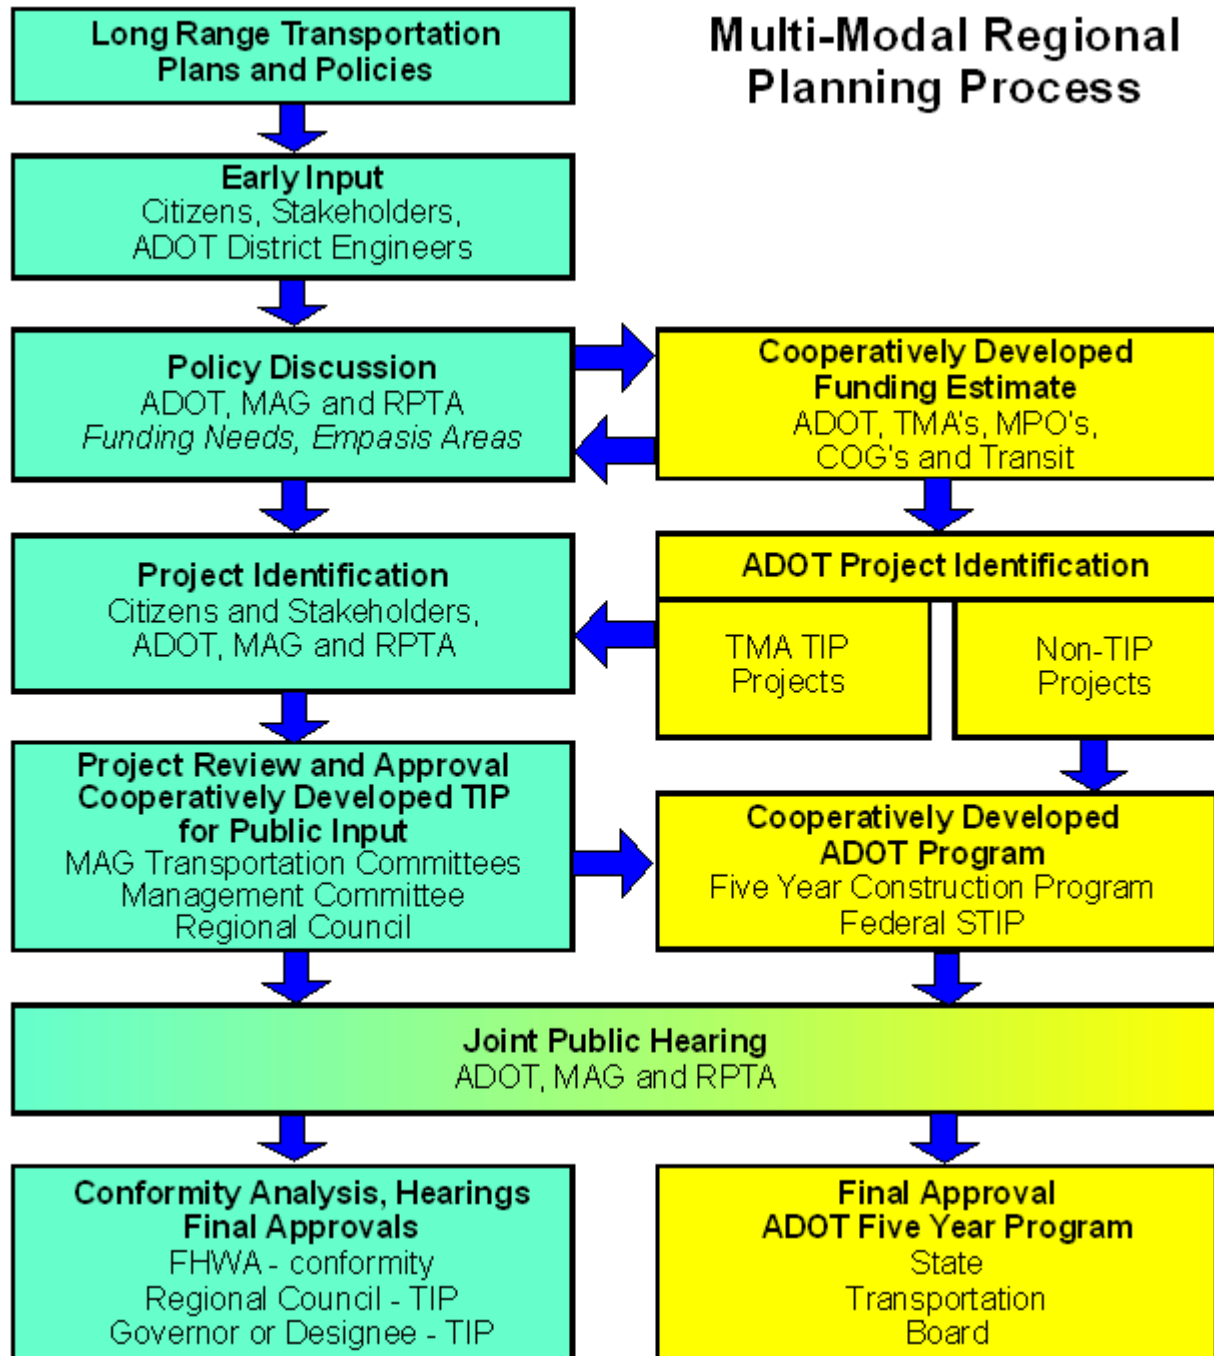 Multi-Modal Regional
Planning Process
Long Range Transportation
Plans and Policies
Early Input
Citizens, Stakeholders,
ADOT District Engineers
Policy Discussion
ADOT, MAG and RPTA
Funding Needs, Empasis Areas
Cooperatively Developed
Funding Estimate
ADOT, TMA's, MPO's,
COG's and Transit
Project Identification
Citizens and Stakeholders,
ADOT, MAG and RPTA
ADOT Project Identification
TMA TIP
Projects
Non-TIP
Projects
Project Review and Approval
Cooperatively Developed TIP
for Public Input
MAG Transportation Committees
Management Committee
Regional Council
Cooperatively Developed
ADOT Program
Five Year Construction Program
Federal STIP
Joint Public Hearing
ADOT, MAG and RPTA
Conformity Analysis, Hearings
Final Approvals
FHWA - conformity
Regional Council - TIP
Governor or Designee - TIP
Final Approval
ADOT Five Year Program
State
Transportation
Board